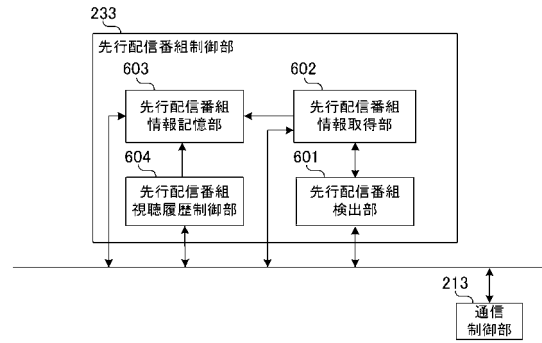 233
先行配信番組制御部
603
先行配信番組
情報記憶部
602
先行配信番組
情報取得部
604
先行配信番組
視聴履歴制御部
601
先行配信番組
検出部
213
通信
制御部